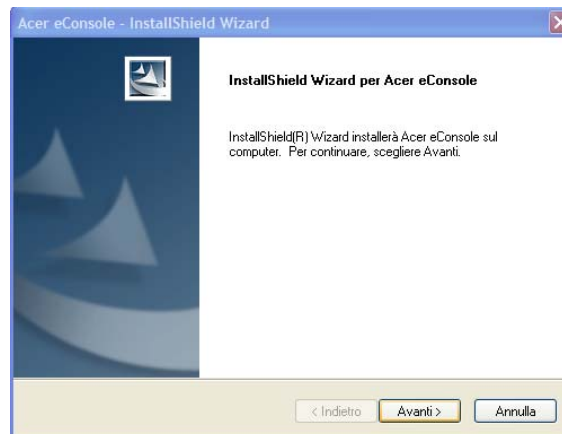 Acer eConsole - InstallShield Wizard
InstallShield Wizard per Acer eConsole
InstallShield(R) Wizard installerà Acer eConsole sul
computer. Per continuare, scegliere Avanti.
< Indietro Avanti > Annulla